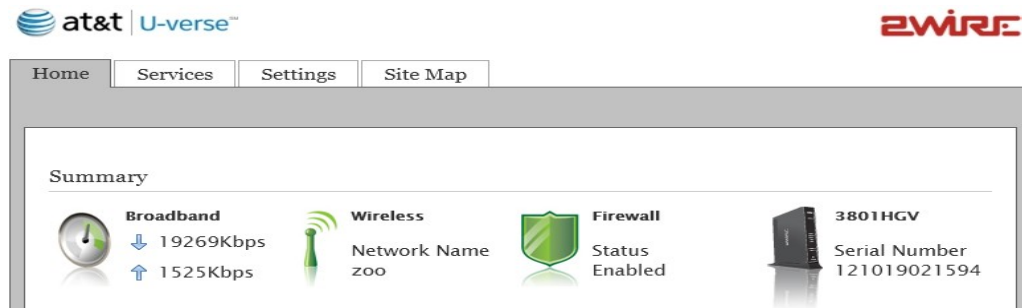 at&t U-verse℠
2WIRE
Home Services Settings Site Map
Summary
Broadband
19269Kbps
1525Kbps
Wireless
Network Name
zoo
Firewall
Status
Enabled
3801HGV
Serial Number
121019021594